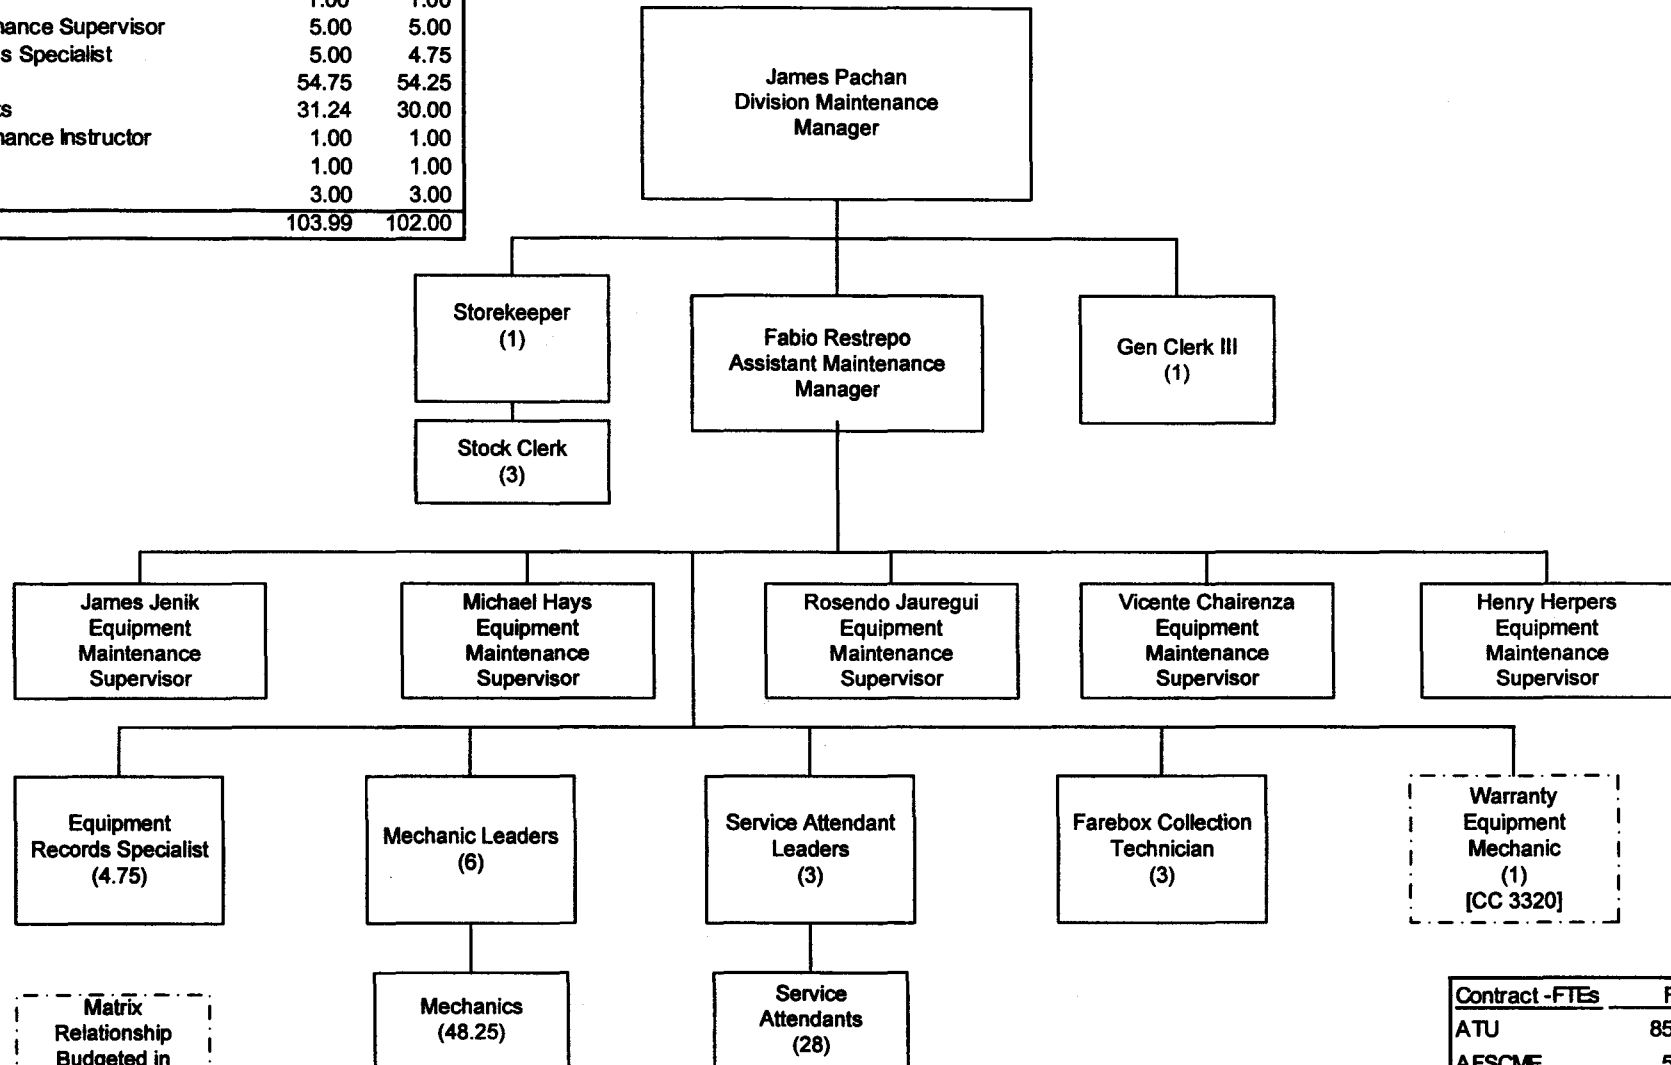 1.00 1.00
nance Supervisor 5.00 5.00
s Specialist 5.00 4.75
54.75 54.25
ts 31.24 30.00
nance Instructor 1.00 1.00
1.00 1.00
3.00 3.00
103.99 102.00
James Pachan
Division Maintenance
Manager
Storekeeper
(1)
Fabio Restrepo
Assistant Maintenance
Manager
Gen Clerk III
(1)
Stock Clerk
(3)
James Jenik
Equipment
Maintenance
Supervisor
Michael Hays
Equipment
Maintenance
Supervisor
Rosendo Jauregui
Equipment
Maintenance
Supervisor
Vicente Chairenza
Equipment
Maintenance
Supervisor
Henry Herpers
Equipment
Maintenance
Supervisor
Equipment
Records Specialist
(4.75)
Mechanic Leaders
(6)
Service Attendant
Leaders
(3)
Farebox Collection
Technician
(3)
Warranty
Equipment
Mechanic
(1)
[CC 3320]
Matrix
Relationship
Budgeted in
Mechanics
(48.25)
Service
Attendants
(28)
Contract -FTEs F
ATU 85
AFSCME 5